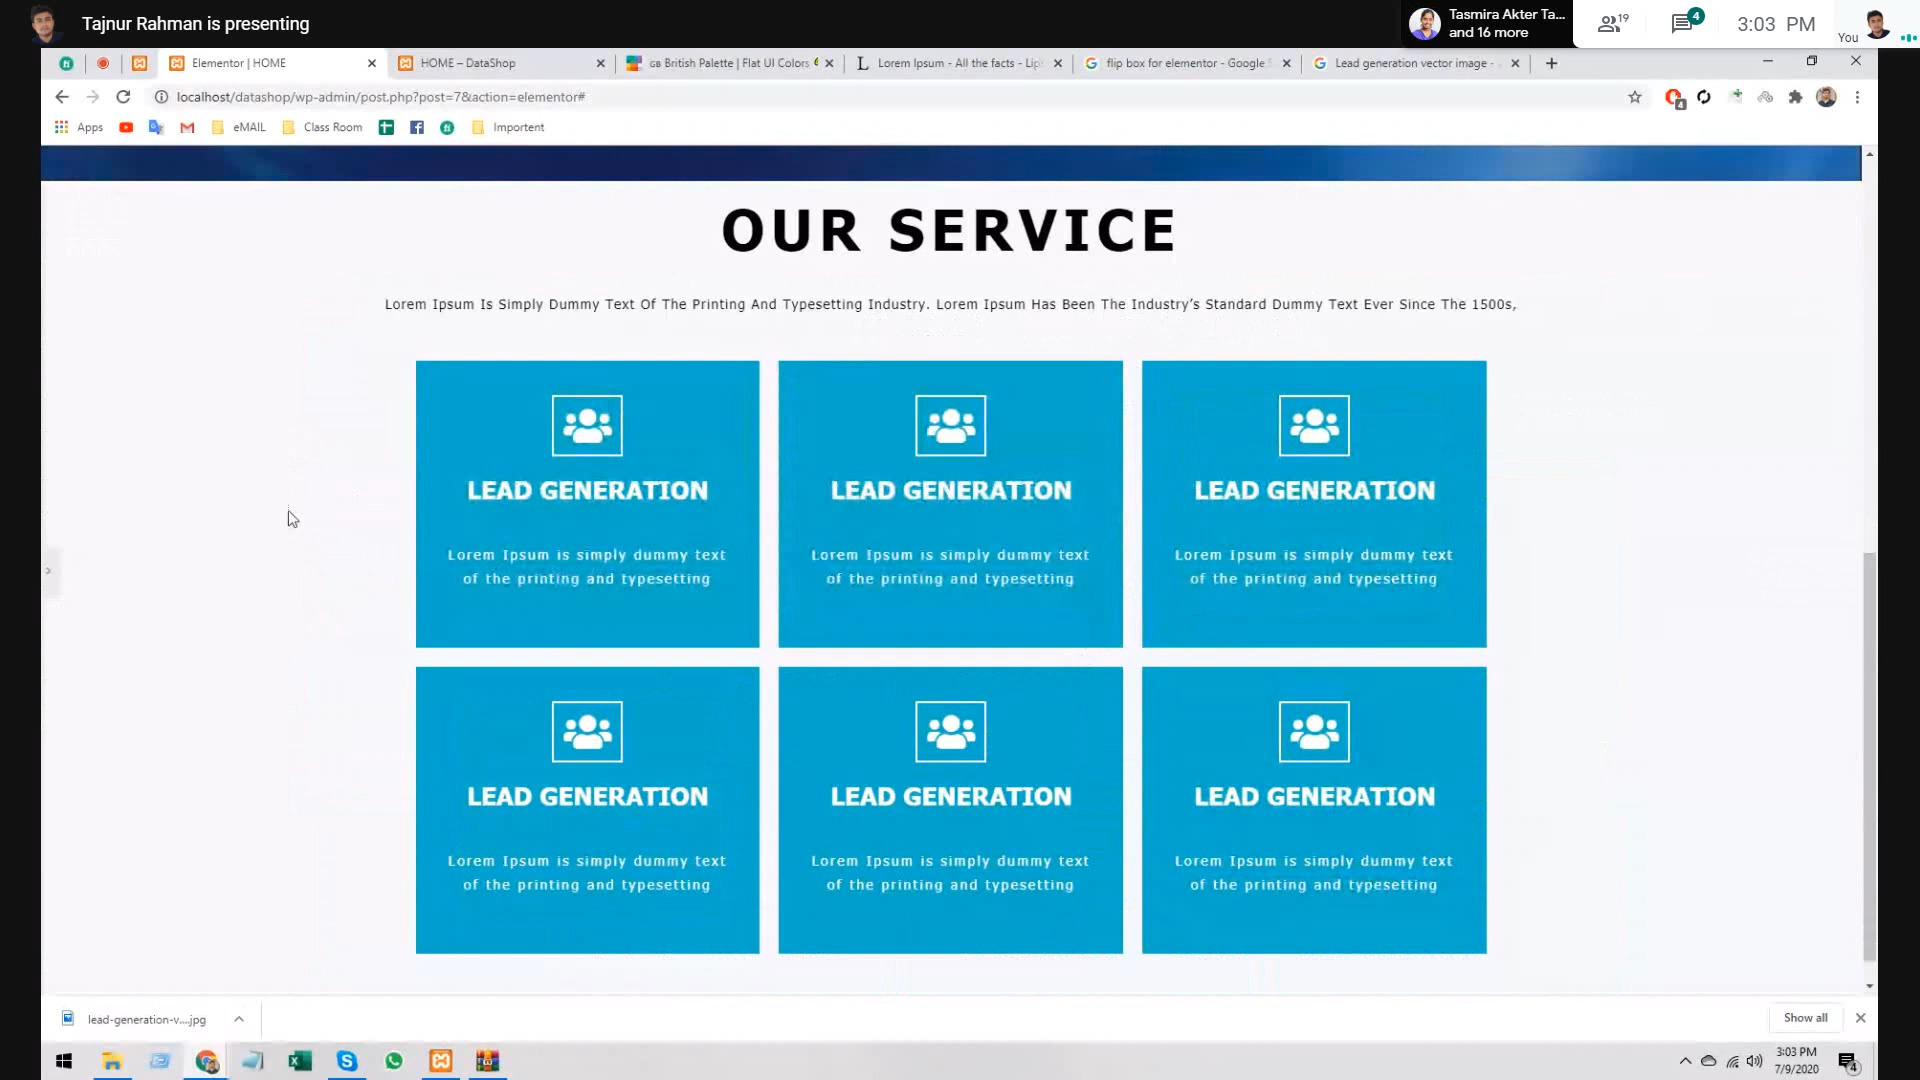 Tajnur Rahman is presenting
Tasmira Akter Ta...
and 16 more
19
4
3:03 PM
You
Elementor | HOME
HOME – DataShop
GB British Palette | Flat UI Colors
Lorem Ipsum - All the facts - Lip
flip box for elementor - Google S
Lead generation vector image -
localhost/datashop/wp-admin/post.php?post=7&action=elementor#
4
Apps
eMAIL
Class Room
Importent
OUR SERVICE
Lorem Ipsum Is Simply Dummy Text Of The Printing And Typesetting Industry. Lorem Ipsum Has Been The Industry’s Standard Dummy Text Ever Since The 1500s,
LEAD GENERATION
Lorem Ipsum is simply dummy text
of the printing and typesetting
LEAD GENERATION
Lorem Ipsum is simply dummy text
of the printing and typesetting
LEAD GENERATION
Lorem Ipsum is simply dummy text
of the printing and typesetting
LEAD GENERATION
Lorem Ipsum is simply dummy text
of the printing and typesetting
LEAD GENERATION
Lorem Ipsum is simply dummy text
of the printing and typesetting
LEAD GENERATION
Lorem Ipsum is simply dummy text
of the printing and typesetting
lead-generation-v....jpg
Show all
3:03 PM
7/9/2020
4